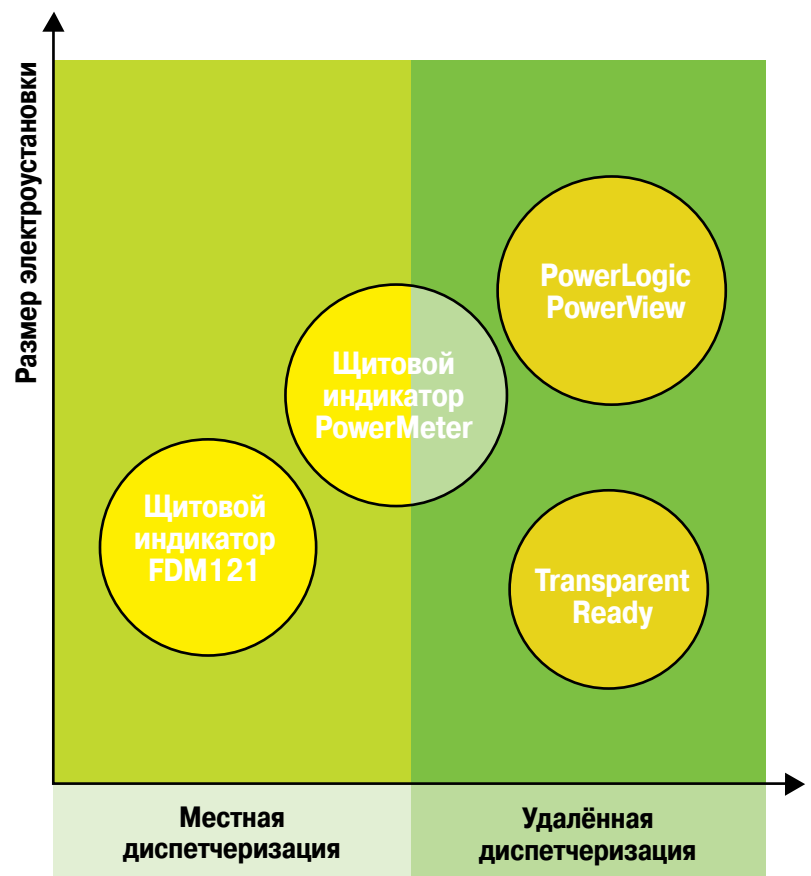 Размер электроустановки
PowerLogic
PowerView
Щитовой
индикатор
PowerMeter
Щитовой
индикатор
FDM121
Transparent
Ready
Местная
диспетчеризация
Удалённая
диспетчеризация